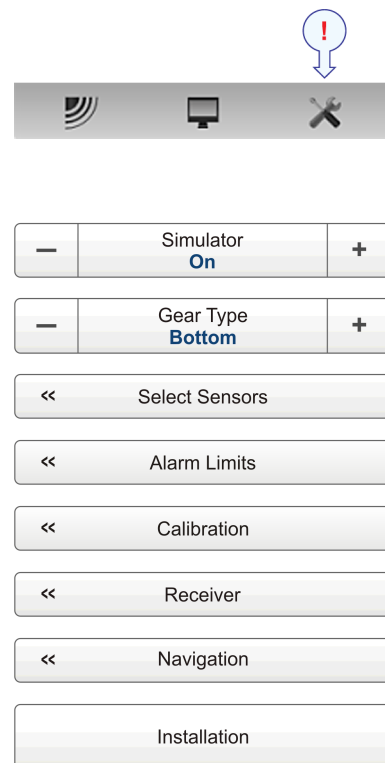 !
— Simulator +
On
— Gear Type +
Bottom
<< Select Sensors
<< Alarm Limits
<< Calibration
<< Receiver
<< Navigation
Installation